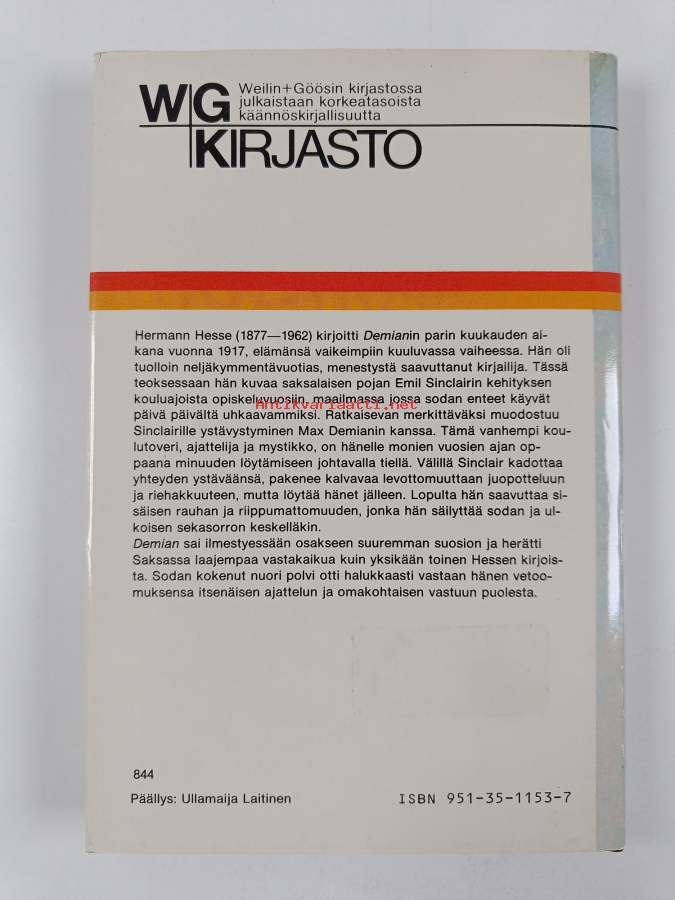 Weilin+Göösin kirjastossa
julkaistaan korkeatasoista
käännöskirjallisuutta
WG
KIRJASTO
Hermann Hesse (1877—1962) kirjoitti Demianin parin kuukauden ai-
kana vuonna 1917, elämänsä vaikeimpiin kuuluvassa vaiheessa. Hän oli
tuolloin neljäkymmentävuotias, menestystä saavuttanut kirjailija. Tässä
teoksessaan hän kuvaa saksalaisen pojan Emil Sinclairin kehityksen
kouluajoista opiskeluvuosiin, maailmassa jossa sodan enteet käyvät
antikvariaatti.net
päivä päivältä uhkaavammiksi. Ratkaisevan merkittäväksi muodostuu
Sinclairille ystävystyminen Max Demianin kanssa. Tämä vanhempi kou-
lutoveri, ajattelija ja mystikko, on hänelle monien vuosien ajan op-
paana minuuden löytämiseen johtavalla tiellä. Välillä Sinclair kadottaa
yhteyden ystäväänsä, pakenee kalvavaa levottomuuttaan juopotteluun
ja riehakkuuteen, mutta löytää hänet jälleen. Lopulta hän saavuttaa si-
säisen rauhan ja riippumattomuuden, jonka hän säilyttää sodan ja ul-
koisen sekasorron keskelläkin.
Demian sai ilmestyessään osakseen suuremman suosion ja herätti
Saksassa laajempaa vastakaikua kuin yksikään toinen Hessen kirjois-
ta. Sodan kokenut nuori polvi otti halukkaasti vastaan hänen vetoo-
muksensa itsenäisen ajattelun ja omakohtaisen vastuun puolesta.
844
Päällys: Ullamaija Laitinen
ISBN 951-35-1153-7